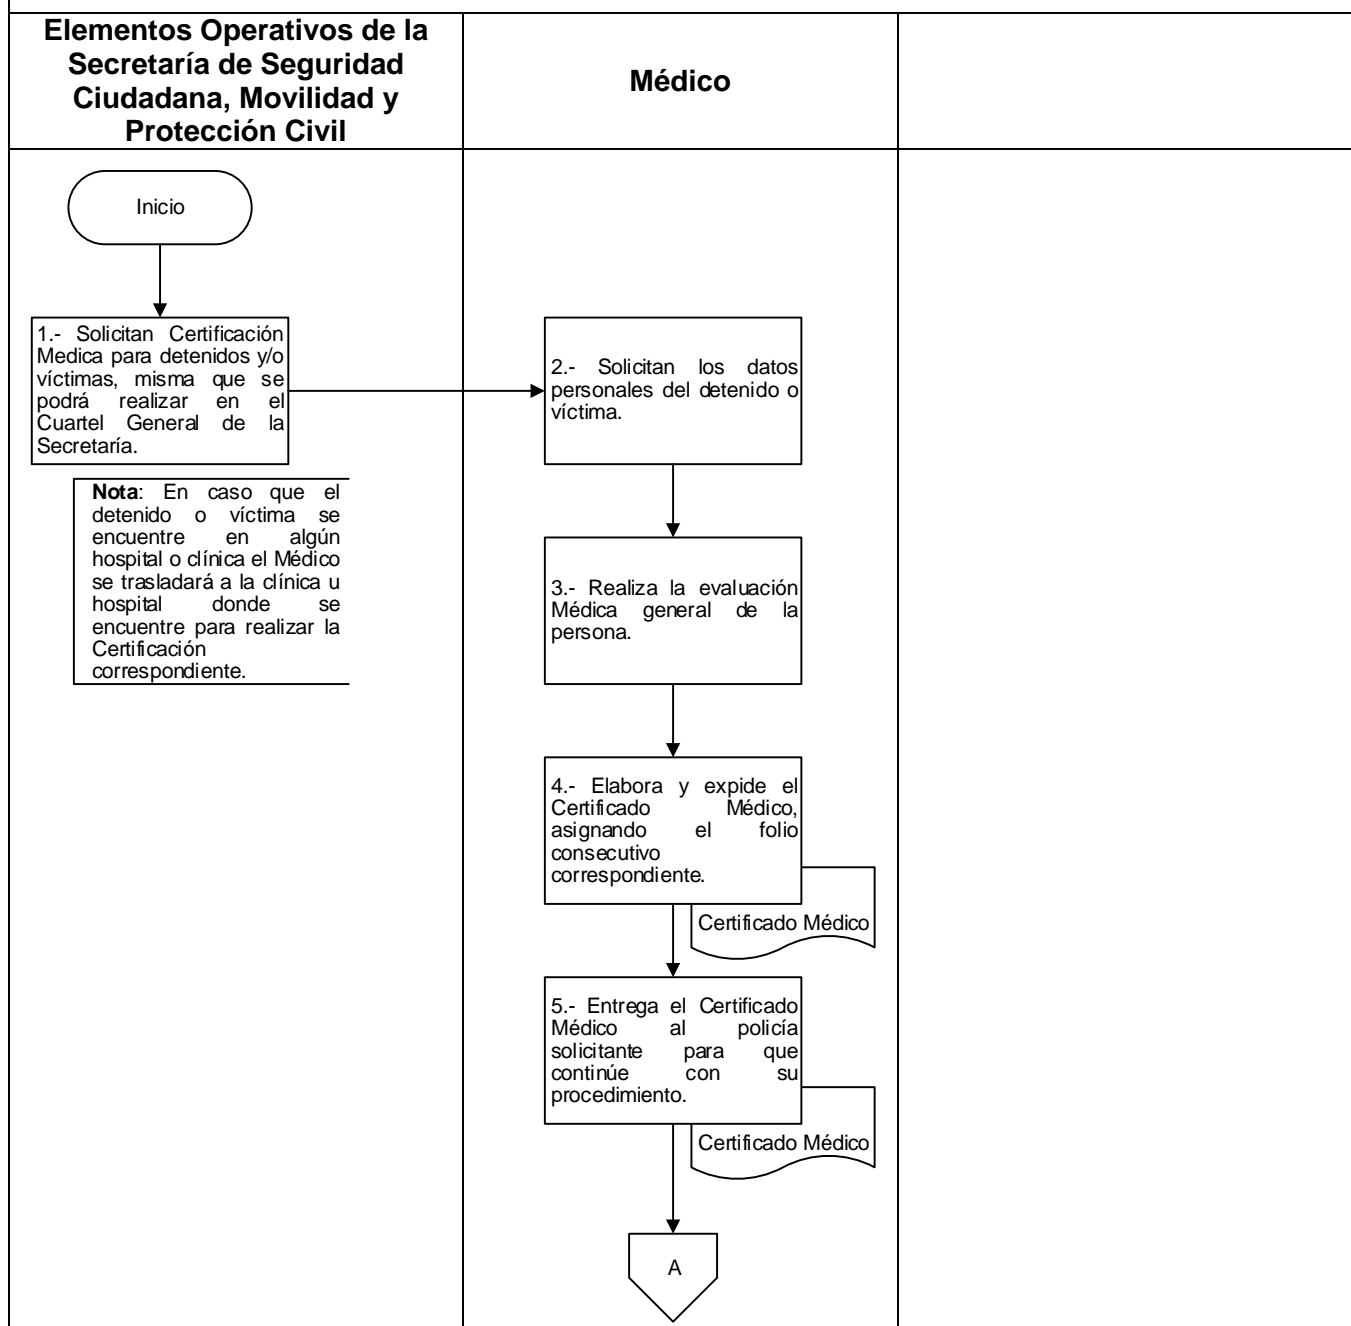 Elementos Operativos de la
Secretaría de Seguridad
Ciudadana, Movilidad y
Protección Civil
Médico
Inicio
1.- Solicitan Certificación
Medica para detenidos y/o
víctimas, misma que se
podrá realizar en el
Cuartel General de la
Secretaría.
Nota: En caso que el
detenido o víctima se
encuentre en algún
hospital o clínica el Médico
se trasladará a la clínica u
hospital donde se
encuentre para realizar la
Certificación
correspondiente.
2.- Solicitan los datos
personales del detenido o
víctima.
3.- Realiza la evaluación
Médica general de la
persona.
4.- Elabora y expide el
Certificado Médico,
asignando el folio
consecutivo
correspondiente.
Certificado Médico
5.- Entrega el Certificado
Médico al policía
solicitante para que
continúe con su
procedimiento.
Certificado Médico
A